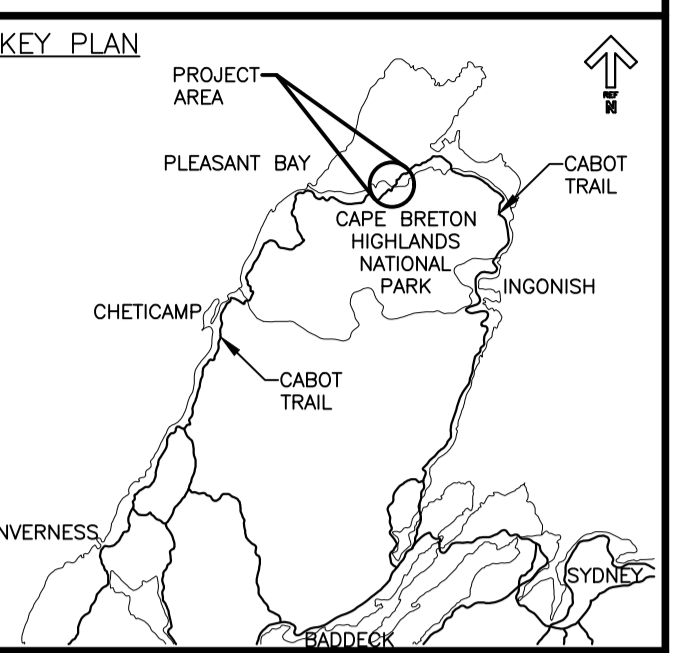 KEY PLAN
PROJECT
AREA
REF
N
PLEASANT BAY
CABOT
TRAIL
CAPE BRETON
HIGHLANDS
NATIONAL
PARK
INGONISH
CHETICAMP
CABOT
TRAIL
NVERNESS
SYDNEY
BADDECK